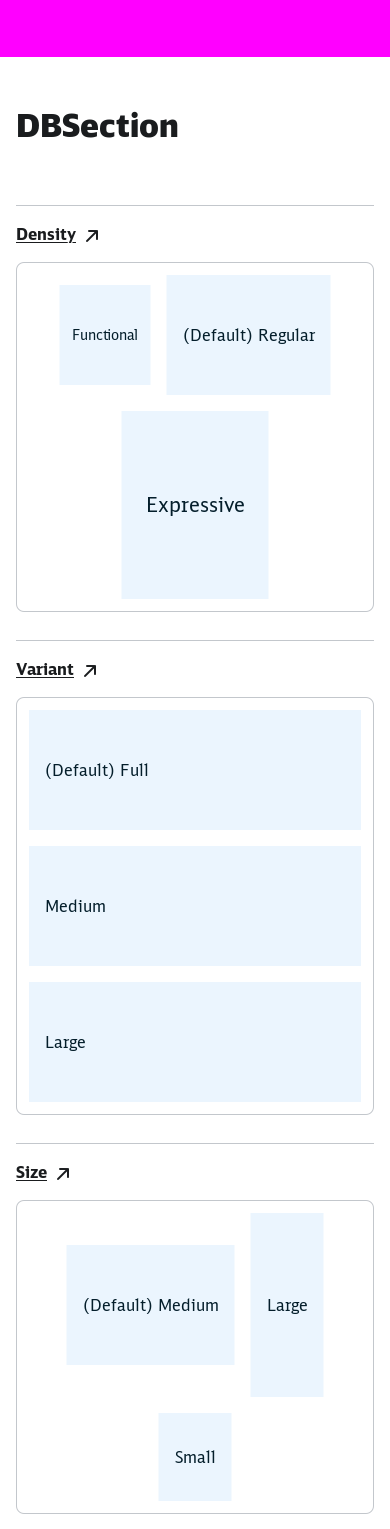 DBSection
Density
Functional
(Default) Regular
Expressive
Variant
(Default) Full
Medium
Large
Size
(Default) Medium
Large
Small